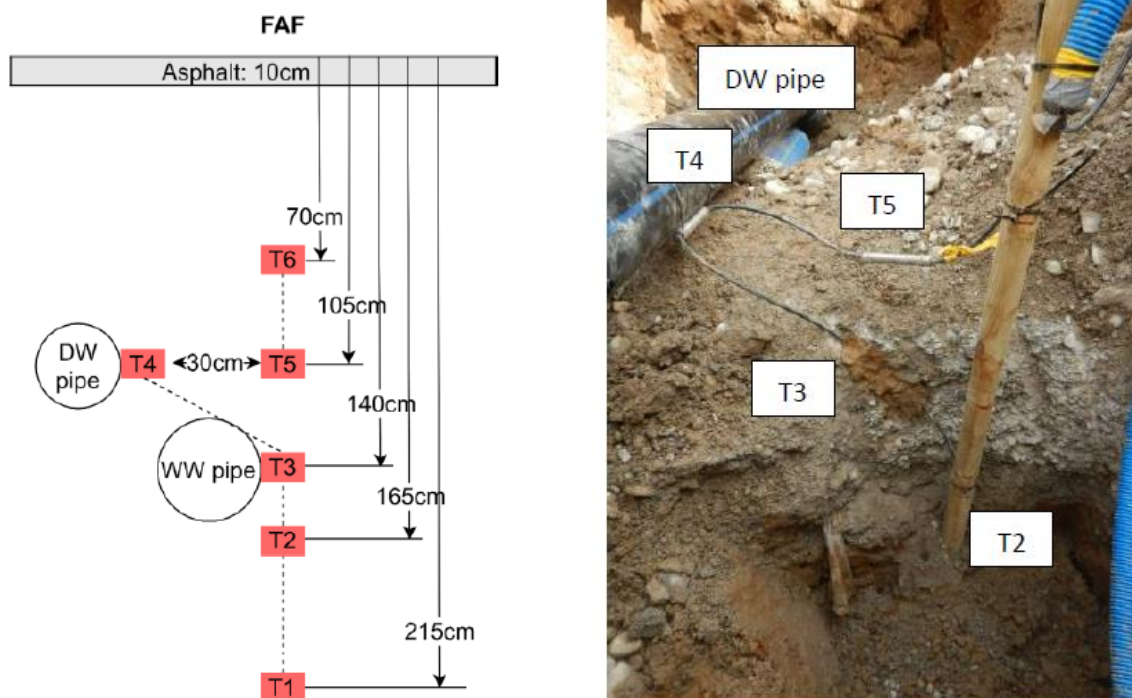 FAF
Asphalt: 10cm
70cm
T6
105cm
DW
pipe
T4
30cm
T5
140cm
WW pipe
T3
165cm
T2
215cm
T1
DW pipe
T4
T5
T3
T2